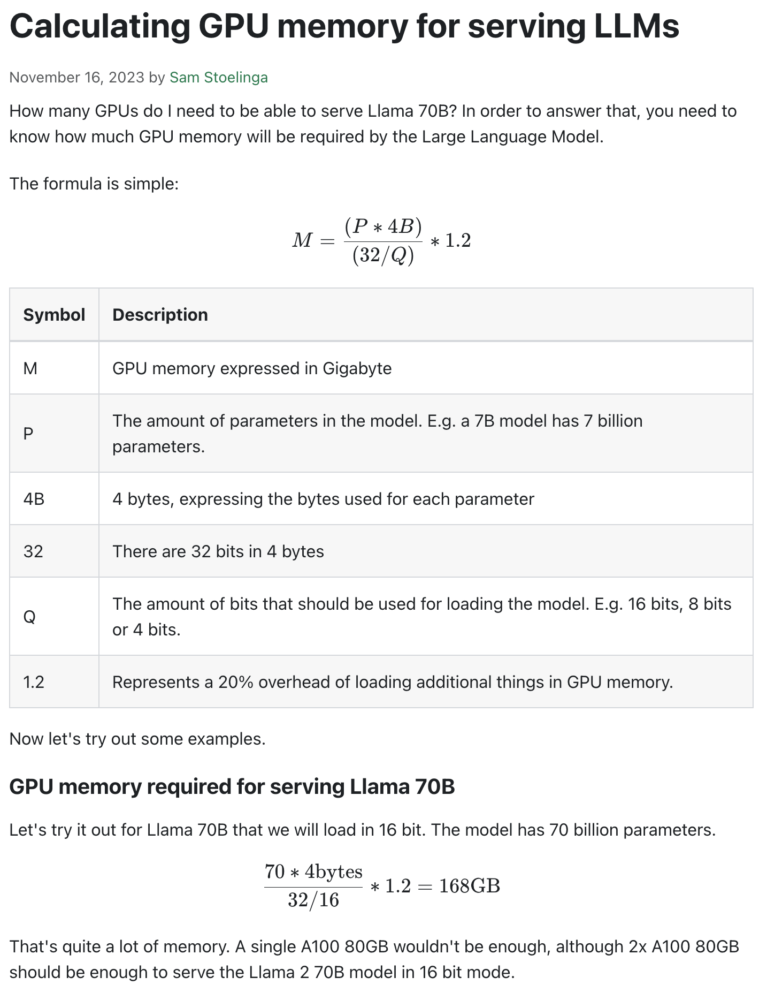 Calculating GPU memory for serving LLMs
November 16, 2023 by Sam Stoelinga
How many GPUs do I need to be able to serve Llama 70B? In order to answer that, you need to
know how much GPU memory will be required by the Large Language Model.
The formula is simple:
M = (P * 4B) / (32/Q) * 1.2
Symbol Description
M GPU memory expressed in Gigabyte
P The amount of parameters in the model. E.g. a 7B model has 7 billion
parameters.
4B 4 bytes, expressing the bytes used for each parameter
32 There are 32 bits in 4 bytes
Q The amount of bits that should be used for loading the model. E.g. 16 bits, 8 bits
or 4 bits.
1.2 Represents a 20% overhead of loading additional things in GPU memory.
Now let's try out some examples.
GPU memory required for serving Llama 70B
Let's try it out for Llama 70B that we will load in 16 bit. The model has 70 billion parameters.
70 * 4bytes / 32/16 * 1.2 = 168GB
That's quite a lot of memory. A single A100 80GB wouldn't be enough, although 2x A100 80GB
should be enough to serve the Llama 2 70B model in 16 bit mode.